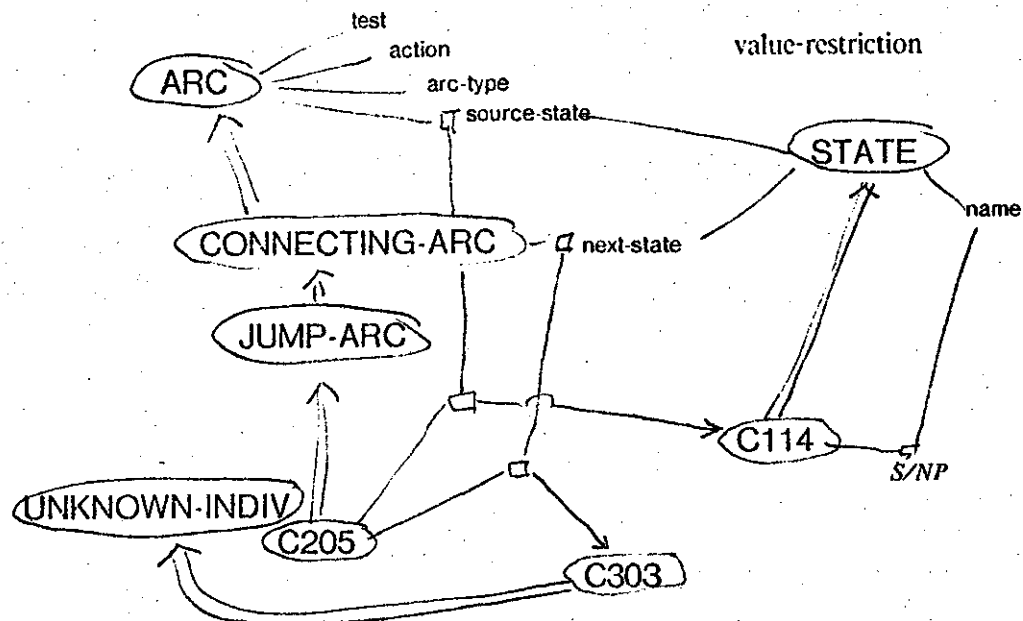 test
action
value-restriction
ARC
arc-type
source-state
STATE
name
CONNECTING-ARC
next-state
JUMP-ARC
C114
S/NP
UNKNOWN-INDIV
C205
C303